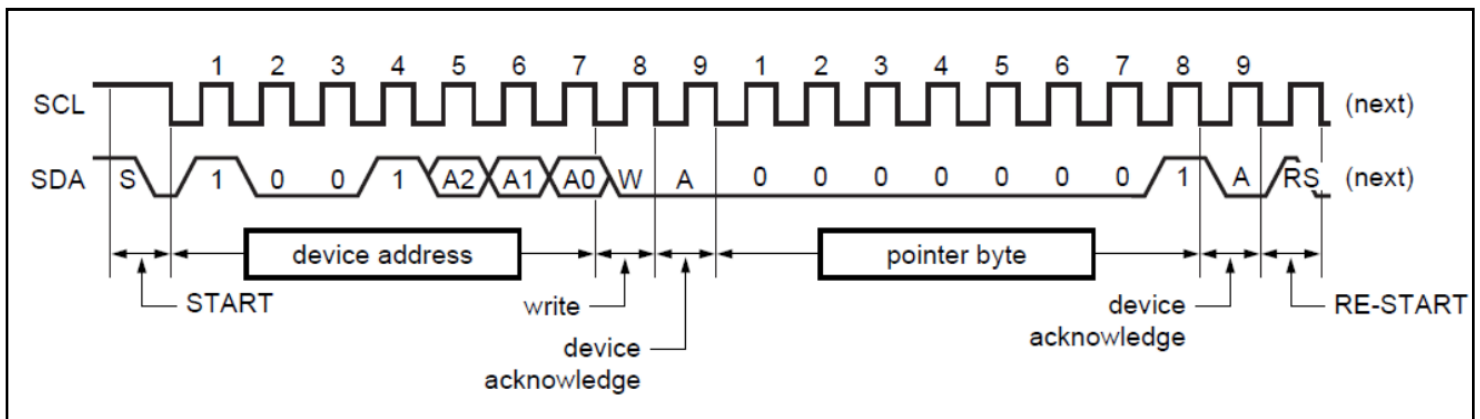 1 2 3 4 5 6 7 8 9 1 2 3 4 5 6 7 8 9
SCL (next)
SDA S 1 0 0 1 A2 A1 A0 W A 0 0 0 0 0 0 0 1 A RS (next)
device address pointer byte
START write device acknowledge device acknowledge RE-START